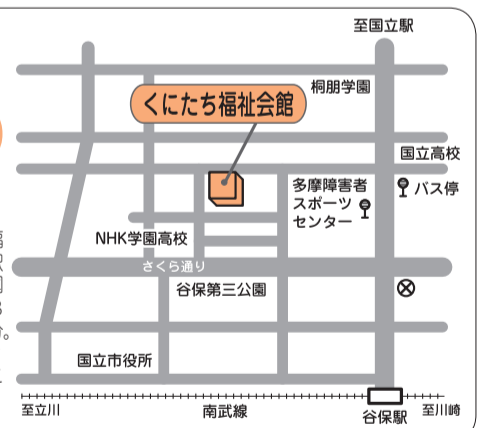 至国立駅
桐朋学園
くにたち福祉会館
国立高校
多摩障害者
スポーツ
センター
バス停
NHK学園高校
さくら通り
谷保第三公園
国立市役所
至立川
南武線
谷保駅
至川崎